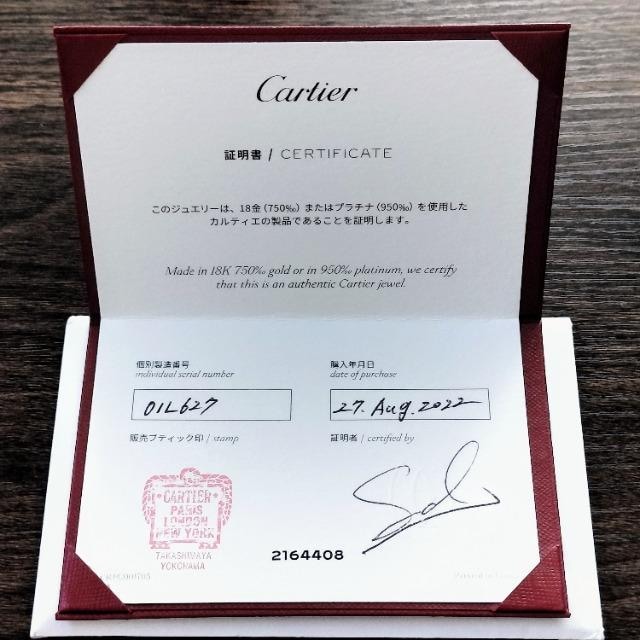 Cartier
証明書 / CERTIFICATE
このジュエリーは、18金(750‰)またはプラチナ(950‰)を使用した
カルティエの製品であることを証明します。
Made in 18K 750‰ gold or in 950‰ platinum, we certify
that this is an authentic Cartier jewel.
個別製造番号
individual serial number
購入年月日
date of purchase
01L627
27. Aug. 2022
販売ブティック印 / stamp
証明者 / certified by
CARTIER
PARIS
LONDON
NEW YORK
TAKASHIMAYA
YOKOHAMA
2164408
Printed in